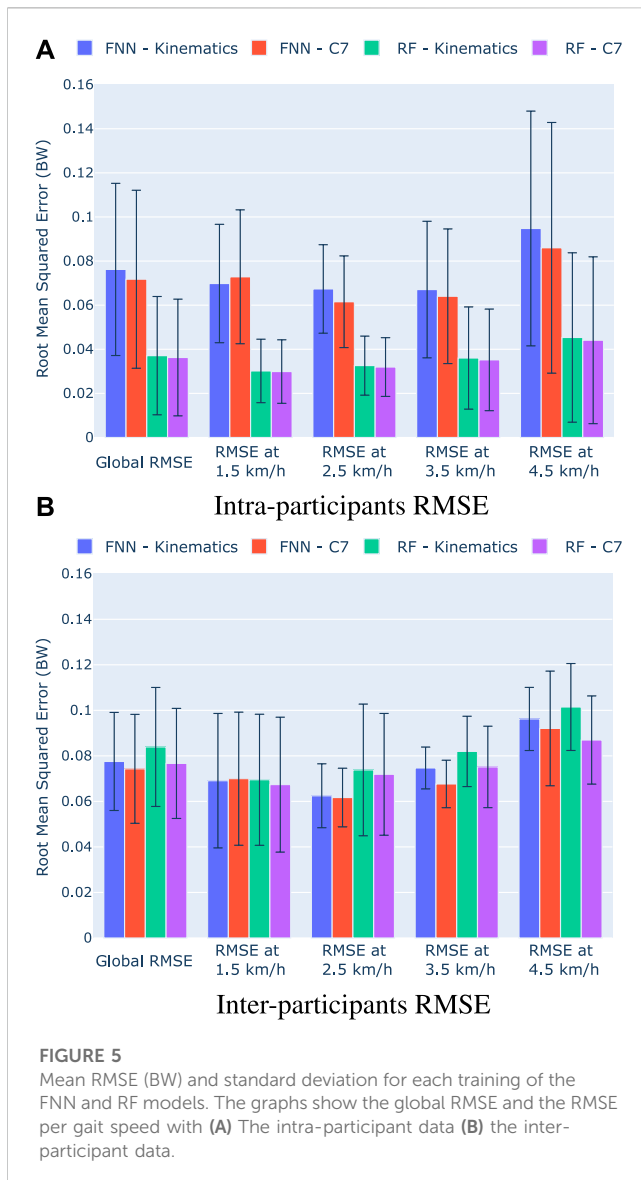 A
FNN - Kinematics FNN - C7 RF - Kinematics RF - C7
Root Mean Squared Error (BW)
0.16
0.14
0.12
0.1
0.08
0.06
0.04
0.02
0
Global RMSE
RMSE at
1.5 km/h
RMSE at
2.5 km/h
RMSE at
3.5 km/h
RMSE at
4.5 km/h
Intra-participants RMSE
B
FNN - Kinematics FNN - C7 RF - Kinematics RF - C7
Root Mean Squared Error (BW)
0.16
0.14
0.12
0.1
0.08
0.06
0.04
0.02
0
Global RMSE
RMSE at
1.5 km/h
RMSE at
2.5 km/h
RMSE at
3.5 km/h
RMSE at
4.5 km/h
Inter-participants RMSE
FIGURE 5
Mean RMSE (BW) and standard deviation for each training of the
FNN and RF models. The graphs show the global RMSE and the RMSE
per gait speed with (A) The intra-participant data (B) the inter-
participant data.